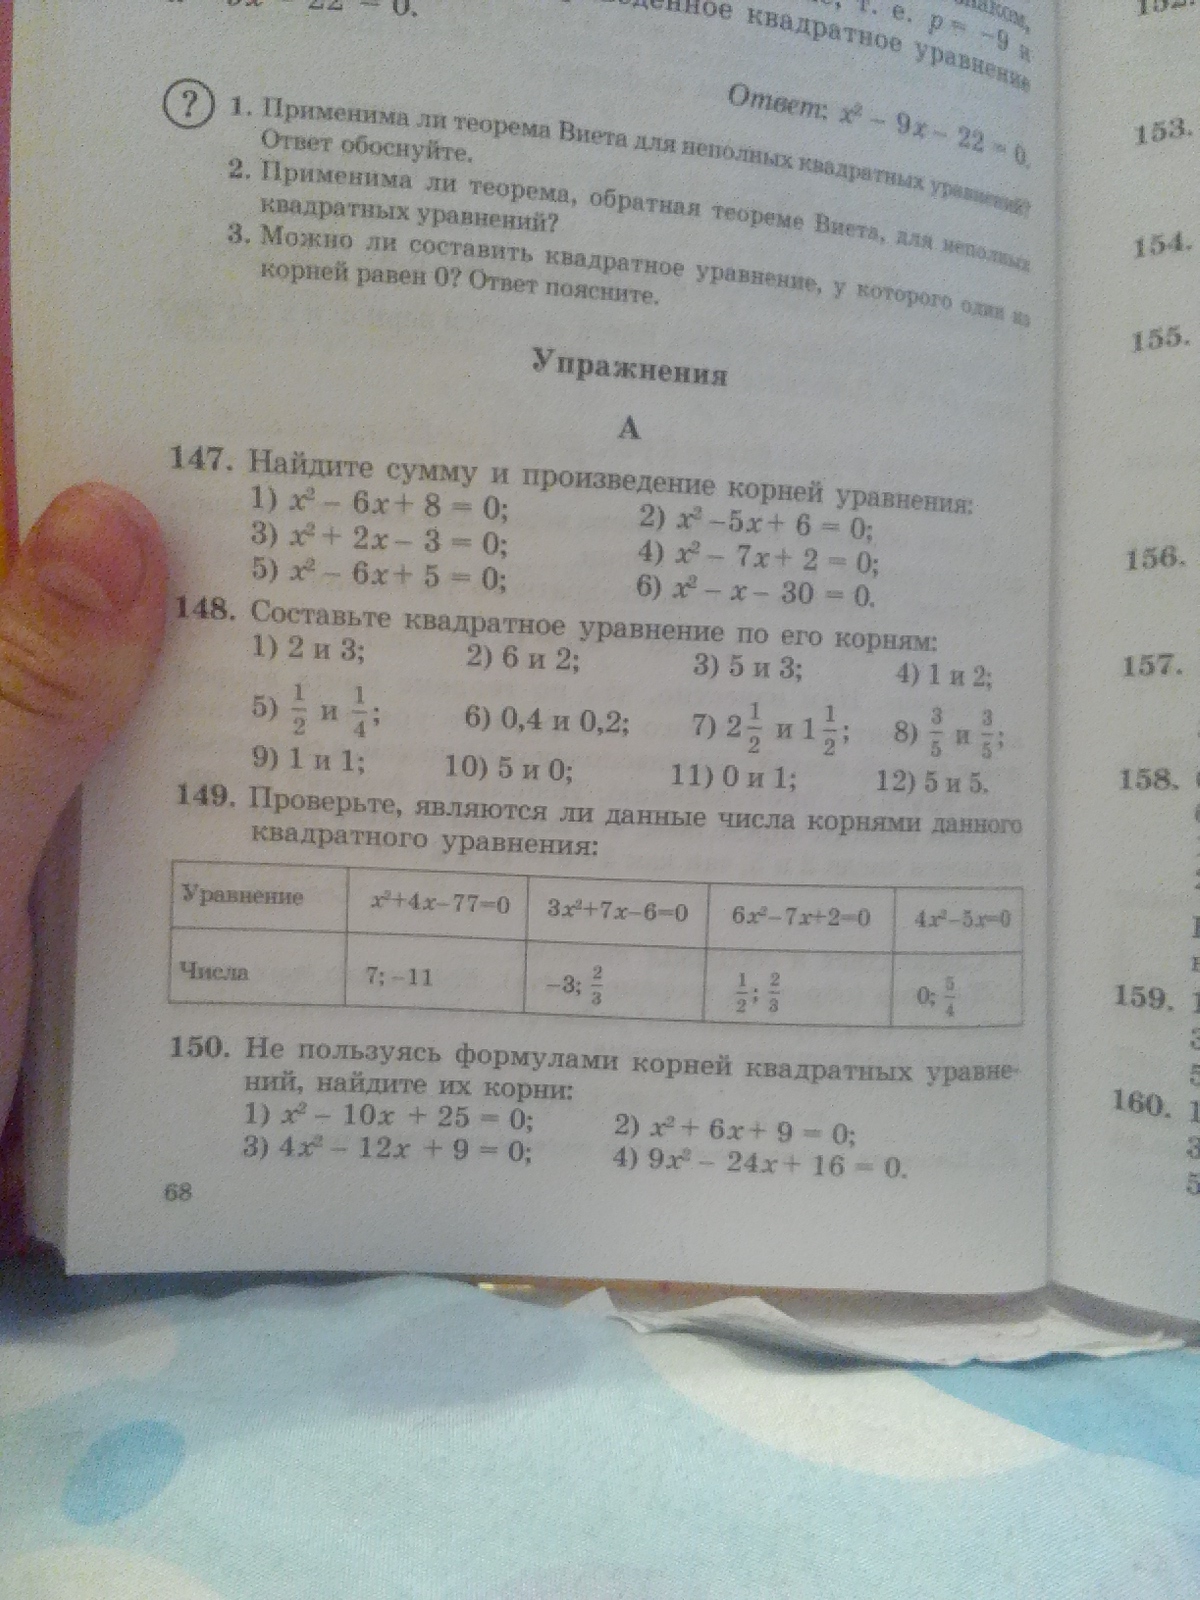 22 = 0.
знаком,
т. е. p = −9 и
квадратное уравнение
Ответ: x² − 9x − 22 = 0.
? 1. Применима ли теорема Виета для неполных квадратных уравнений?
Ответ обоснуйте.
2. Применима ли теорема, обратная теореме Виета, для неполных
квадратных уравнений?
3. Можно ли составить квадратное уравнение, у которого один из
корней равен 0? Ответ поясните.
Упражнения
А
147. Найдите сумму и произведение корней уравнения:
1) x² − 6x + 8 = 0; 2) x² −5x + 6 = 0;
3) x² + 2x − 3 = 0; 4) x² − 7x + 2 = 0;
5) x² − 6x + 5 = 0; 6) x² − x − 30 = 0.
148. Составьте квадратное уравнение по его корням:
1) 2 и 3; 2) 6 и 2; 3) 5 и 3; 4) 1 и 2;
5) 1/2 и 1/4; 6) 0,4 и 0,2; 7) 2 1/2 и 1 1/2; 8) 3/5 и 3/5;
9) 1 и 1; 10) 5 и 0; 11) 0 и 1; 12) 5 и 5.
149. Проверьте, являются ли данные числа корнями данного
квадратного уравнения:
Уравнение x²+4x−77=0 3x²+7x−6=0 6x²−7x+2=0 4x²−5x=0
Числа 7; −11 −3; 2/3 1/2; 2/3 0; 5/4
150. Не пользуясь формулами корней квадратных уравне-
ний, найдите их корни:
1) x² − 10x + 25 = 0; 2) x² + 6x + 9 = 0;
3) 4x² − 12x + 9 = 0; 4) 9x² − 24x + 16 = 0.
68
152.
153.
154.
155.
156.
157.
158.
159.
160.